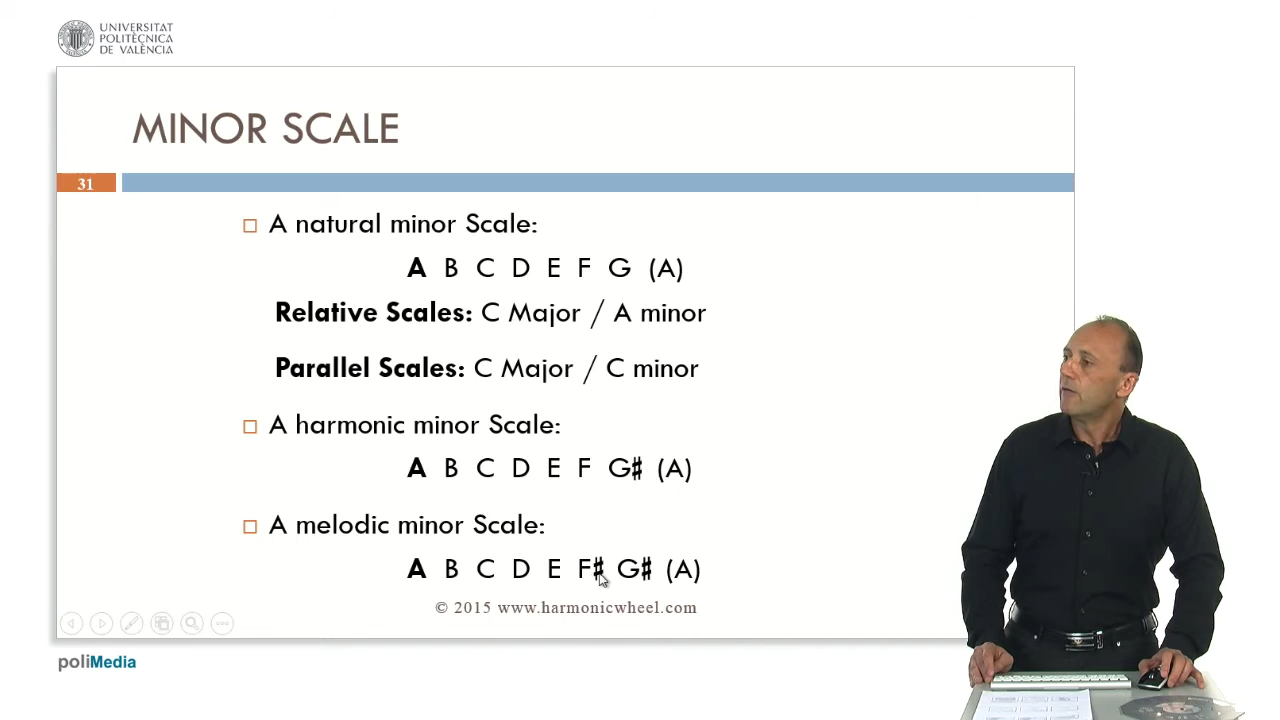 UNIVERSITAT
POLITÈCNICA
DE VALÈNCIA
MINOR SCALE
31
A natural minor Scale:
A B C D E F G (A)
Relative Scales: C Major / A minor
Parallel Scales: C Major / C minor
A harmonic minor Scale:
A B C D E F G♯ (A)
A melodic minor Scale:
A B C D E F♯ G♯ (A)
© 2015 www.harmonicwheel.com
poliMedia